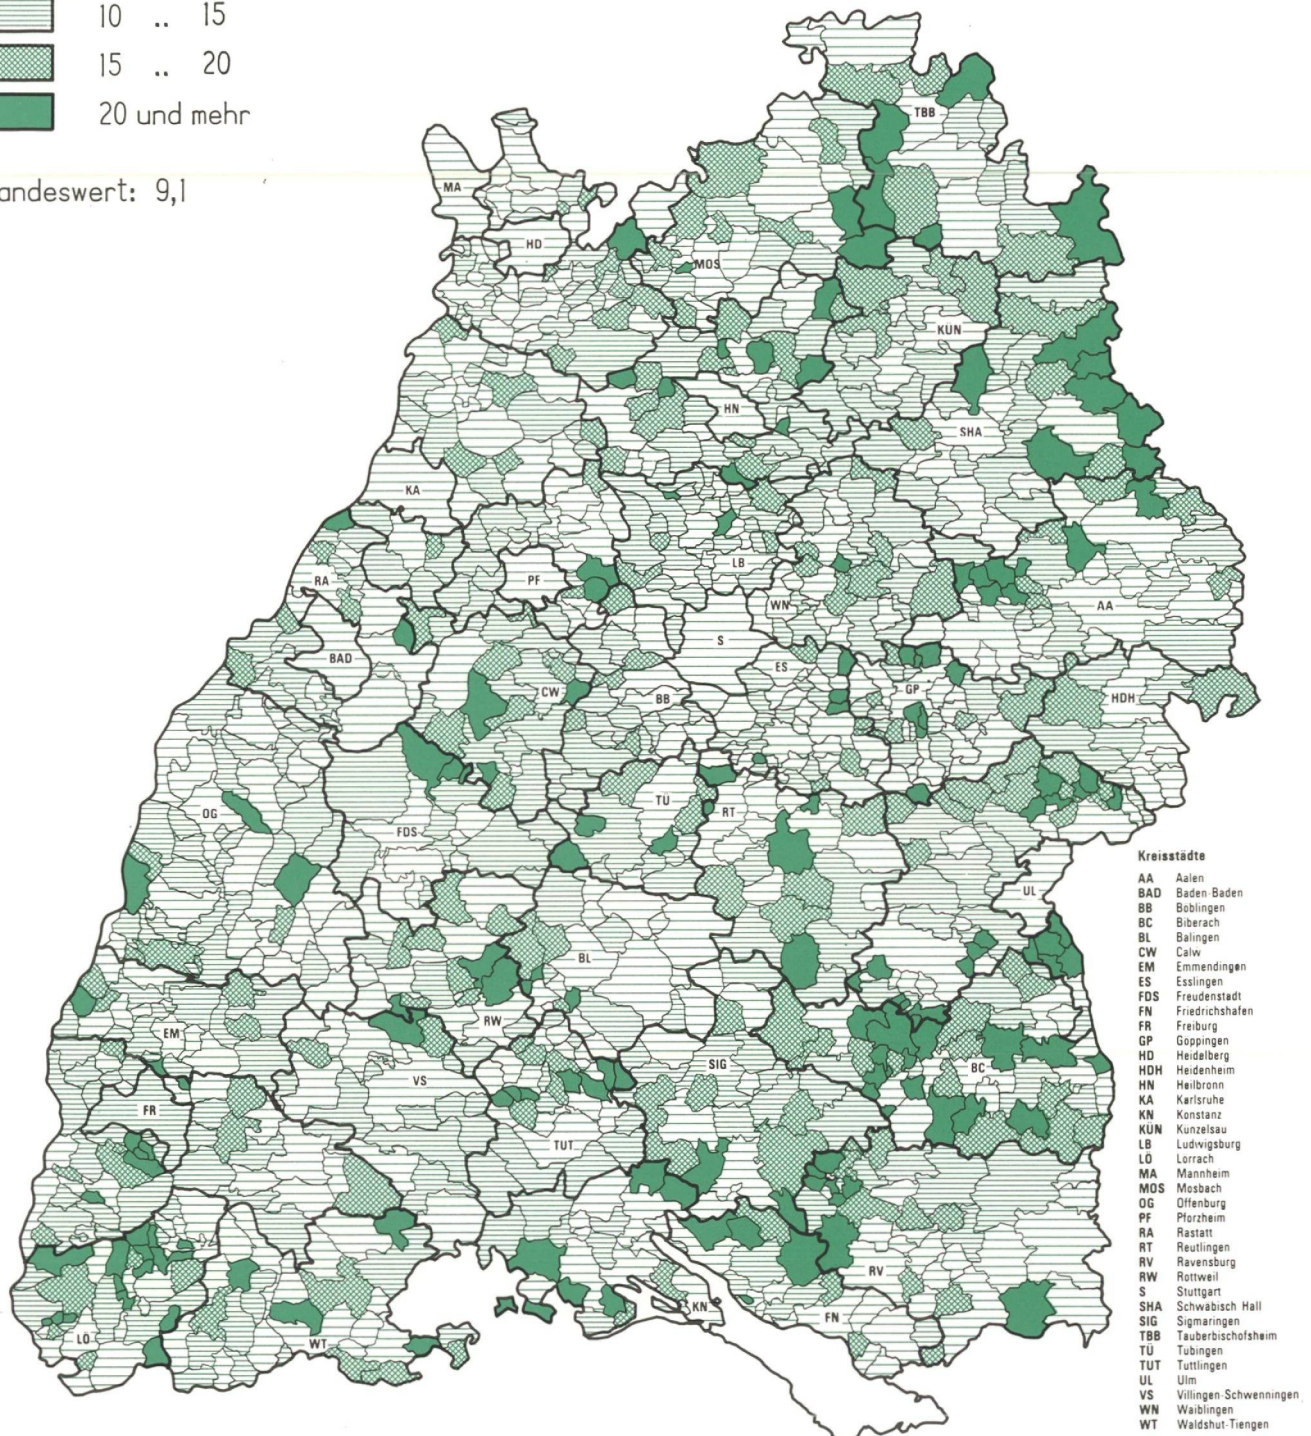 10 .. 15
15 .. 20
20 und mehr
andeswert: 9,1
TBB
MA
HD
MOS
KÜN
HN
SHA
KA
LB
PF
RA
WN
AA
S
BAD
ES
CW
BB
GP
HDH
TÜ
RT
OG
FDS
UL
BL
RW
EM
SIG
BC
VS
FR
TUT
RV
KN
FN
LÖ
WT
Kreisstädte
AA Aalen
BAD Baden-Baden
BB Böblingen
BC Biberach
BL Balingen
CW Calw
EM Emmendingen
ES Esslingen
FDS Freudenstadt
FN Friedrichshafen
FR Freiburg
GP Göppingen
HD Heidelberg
HDH Heidenheim
HN Heilbronn
KA Karlsruhe
KN Konstanz
KÜN Künzelsau
LB Ludwigsburg
LÖ Lörrach
MA Mannheim
MOS Mosbach
OG Offenburg
PF Pforzheim
RA Rastatt
RT Reutlingen
RV Ravensburg
RW Rottweil
S Stuttgart
SHA Schwäbisch Hall
SIG Sigmaringen
TBB Tauberbischofsheim
TÜ Tübingen
TUT Tuttlingen
UL Ulm
VS Villingen-Schwenningen
WN Waiblingen
WT Waldshut-Tiengen